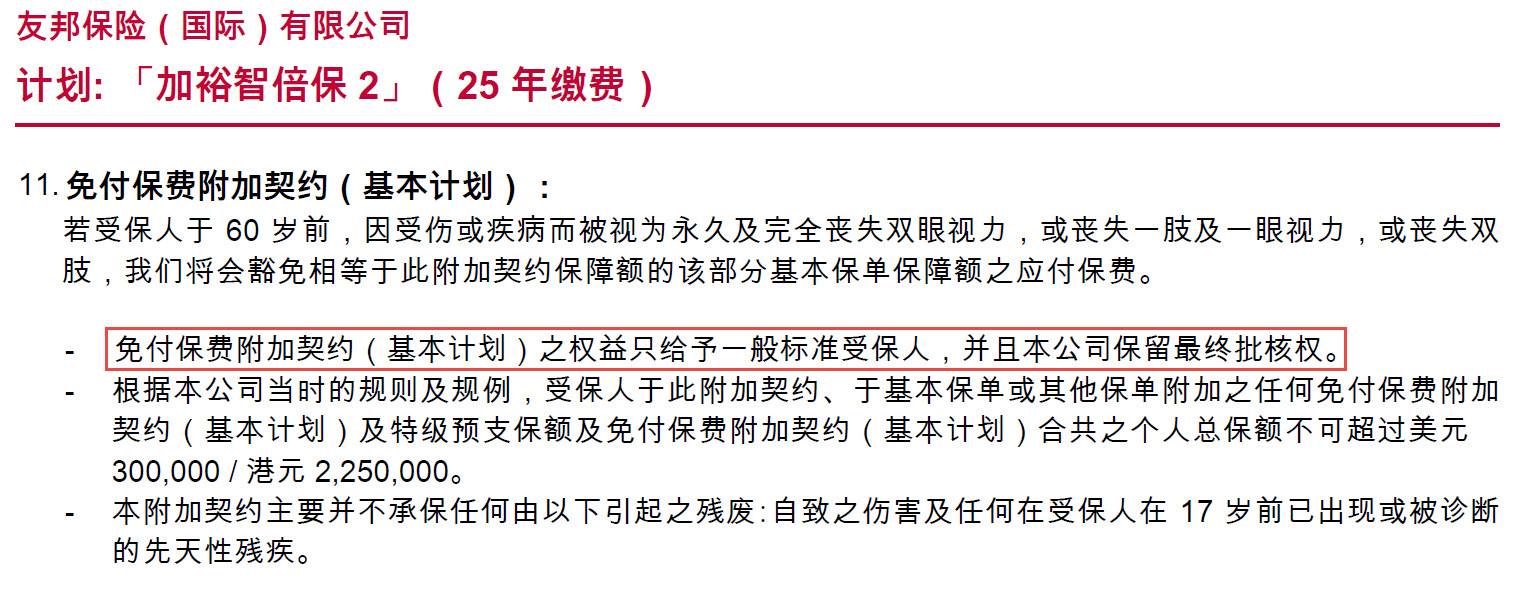 友邦保险（国际）有限公司
计划: 「加裕智倍保 2」（25 年缴费）
11. 免付保费附加契约（基本计划）：
若受保人于 60 岁前，因受伤或疾病而被视为永久及完全丧失双眼视力，或丧失一肢及一眼视力，或丧失双
肢，我们将会豁免相等于此附加契约保障额的该部分基本保单保障额之应付保费。
- 免付保费附加契约（基本计划）之权益只给予一般标准受保人，并且本公司保留最终批核权。
- 根据本公司当时的规则及规例，受保人于此附加契约、于基本保单或其他保单附加之任何免付保费附加
契约（基本计划）及特级预支保额及免付保费附加契约（基本计划）合共之个人总保额不可超过美元
300,000 / 港元 2,250,000。
- 本附加契约主要并不承保任何由以下引起之残废:自致之伤害及任何在受保人在 17 岁前已出现或被诊断
的先天性残疾。